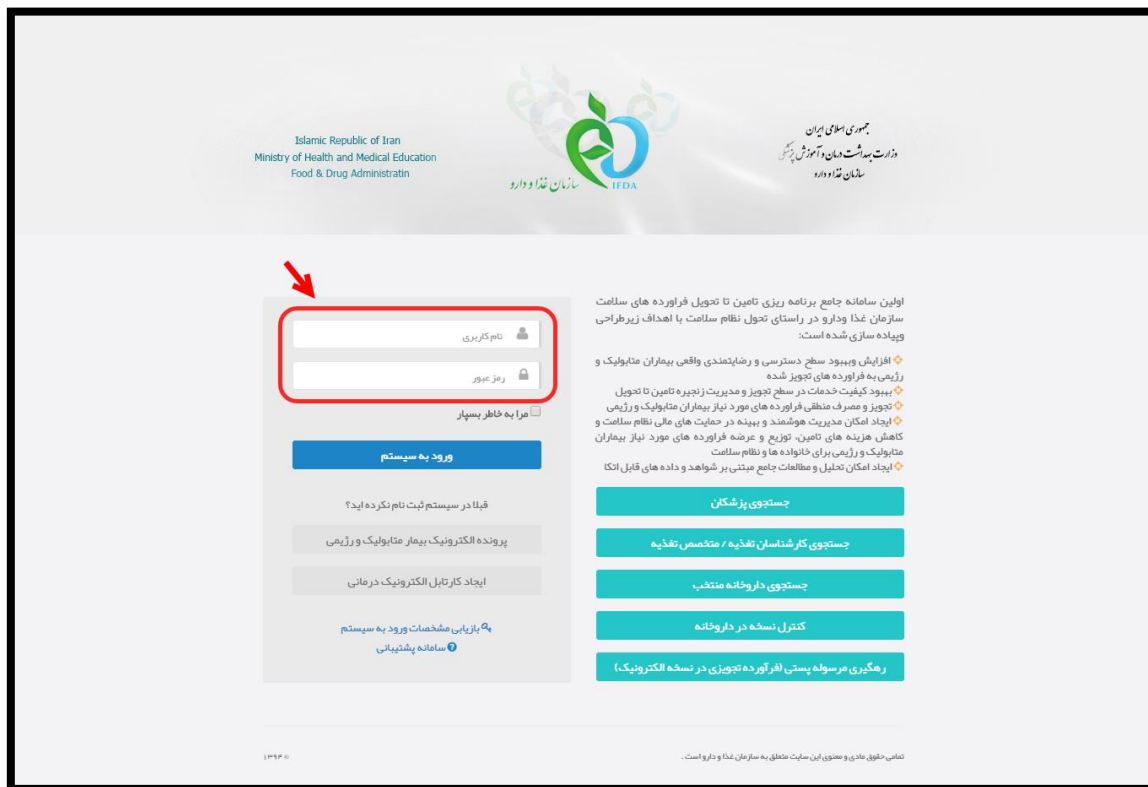 Islamic Republic of Iran
Ministry of Health and Medical Education
Food & Drug Administratin
سازمان غذا و دارو
IFDA
جمهوری اسلامی ایران
وزارت بهداشت درمان و آموزش پزشکی
سازمان غذا و دارو
اولین سامانه جامع برنامه ریزی تامین تا تحویل فراورده های سلامت
سازمان غذا ودارو در راستای تحول نظام سلامت با اهداف زیرطراحی
وپیاده سازی شده است:
افزایش وبهبود سطح دسترسی و رضایتمندی واقعی بیماران متابولیک و
رژیمی به فراورده های تجویز شده
بهبود کیفیت خدمات در سطح تجویز و مدیریت زنجیره تامین تا تحویل
تجویز و مصرف منطقی فراورده های مورد نیاز بیماران متابولیک و رژیمی
ایجاد امکان مدیریت هوشمند و بهینه در حمایت های مالی نظام سلامت و
کاهش هزینه های تامین، توزیع و عرضه فراورده های مورد نیاز بیماران
متابولیک و رژیمی برای خانواده ها و نظام سلامت
ایجاد امکان تحلیل و مطالعات جامع مبتنی بر شواهد و داده های قابل اتکا
جستجوی پزشکان
جستجوی کارشناسان تغذیه / متخصص تغذیه
جستجوی داروخانه منتخب
کنترل نسخه در داروخانه
رهگیری مرسوله پستی (فرآورده تجویزی در نسخه الکترونیک)
نام کاربری
رمز عبور
مرا به خاطر بسپار
ورود به سیستم
قبلا در سیستم ثبت نام نکرده اید؟
پرونده الکترونیک بیمار متابولیک و رژیمی
ایجاد کارتابل الکترونیک درمانی
بازیابی مشخصات ورود به سیستم
سامانه پشتیبانی
تمامی حقوق مادی و معنوی این سایت متعلق به سازمان غذا و دارو است .
© ۱۳۹۴